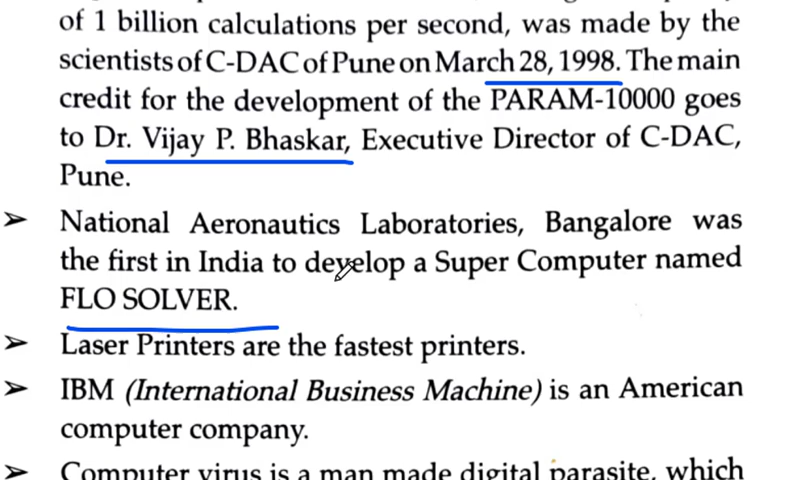 of 1 billion calculations per second, was made by the
scientists of C-DAC of Pune on March 28, 1998. The main
credit for the development of the PARAM-10000 goes
to Dr. Vijay P. Bhaskar, Executive Director of C-DAC,
Pune.
➢ National Aeronautics Laboratories, Bangalore was
the first in India to develop a Super Computer named
FLO SOLVER.
➢ Laser Printers are the fastest printers.
➢ IBM (International Business Machine) is an American
computer company.
➢ Computer virus is a man made digital parasite, which